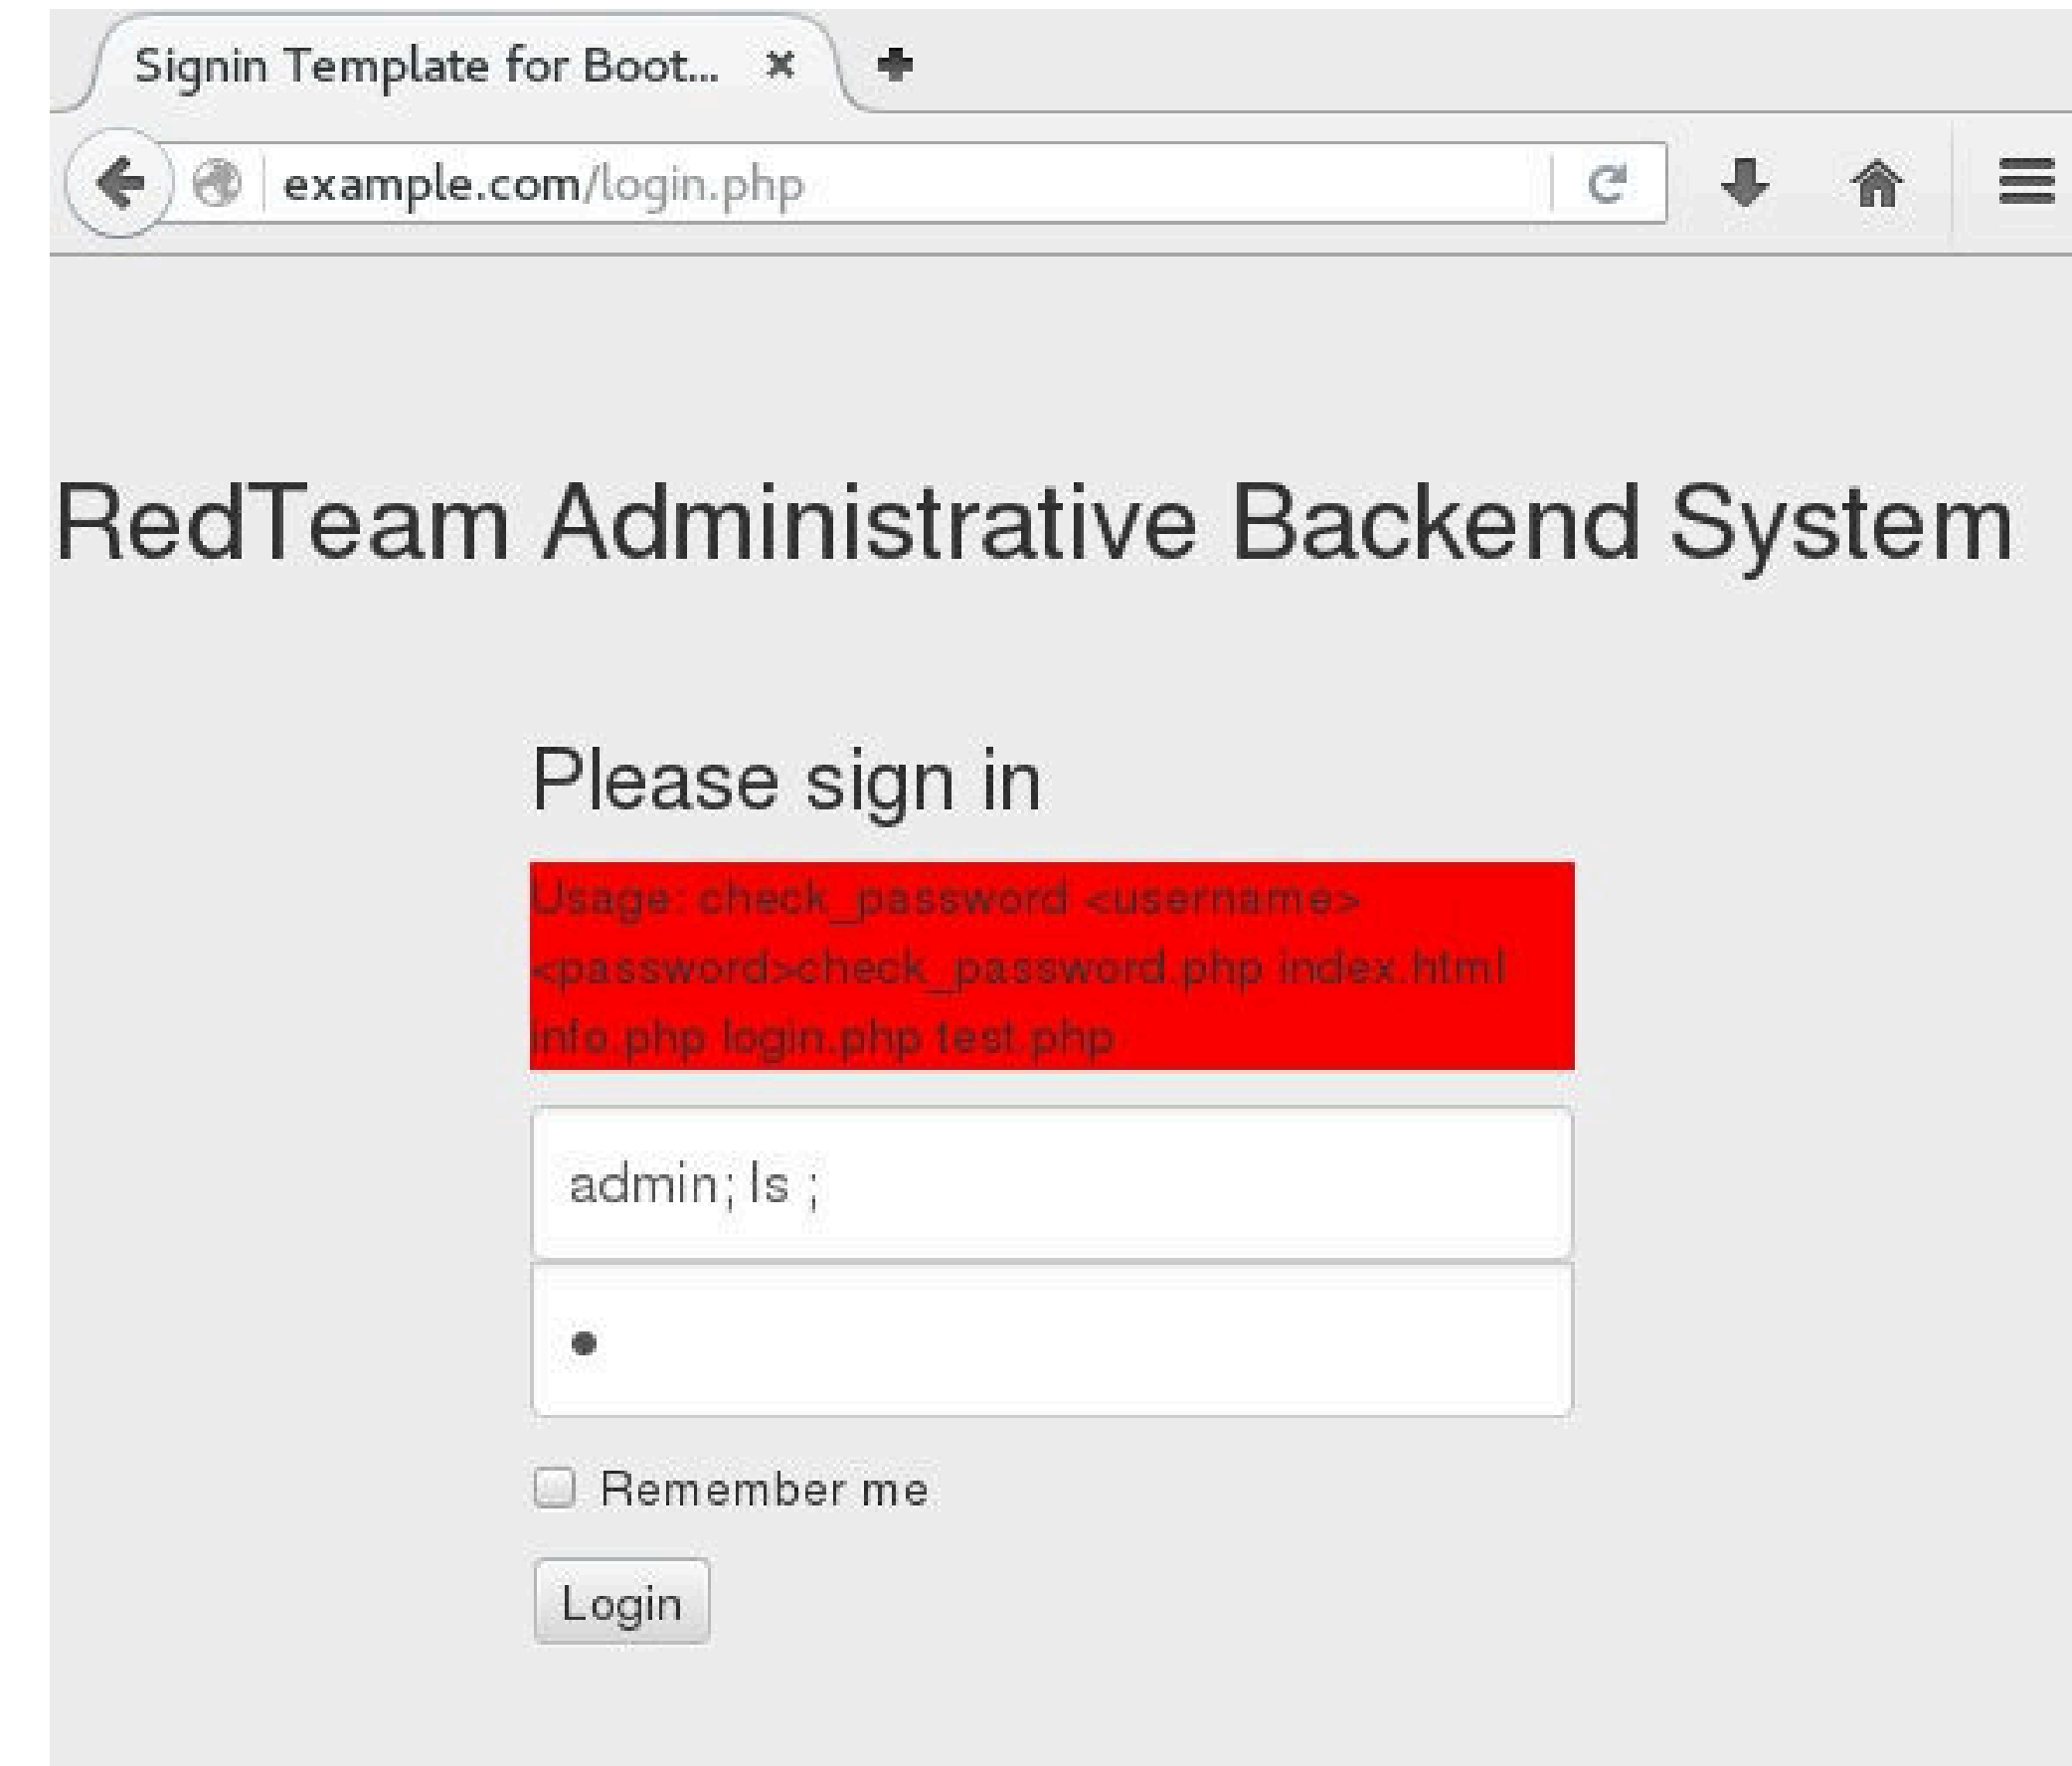 Signin Template for Boot...
example.com/login.php
RedTeam Administrative Backend System
Please sign in
Usage: check_password <username>
<password>check_password.php index.html
info.php login.php test.php
admin; ls ;
Remember me
Login